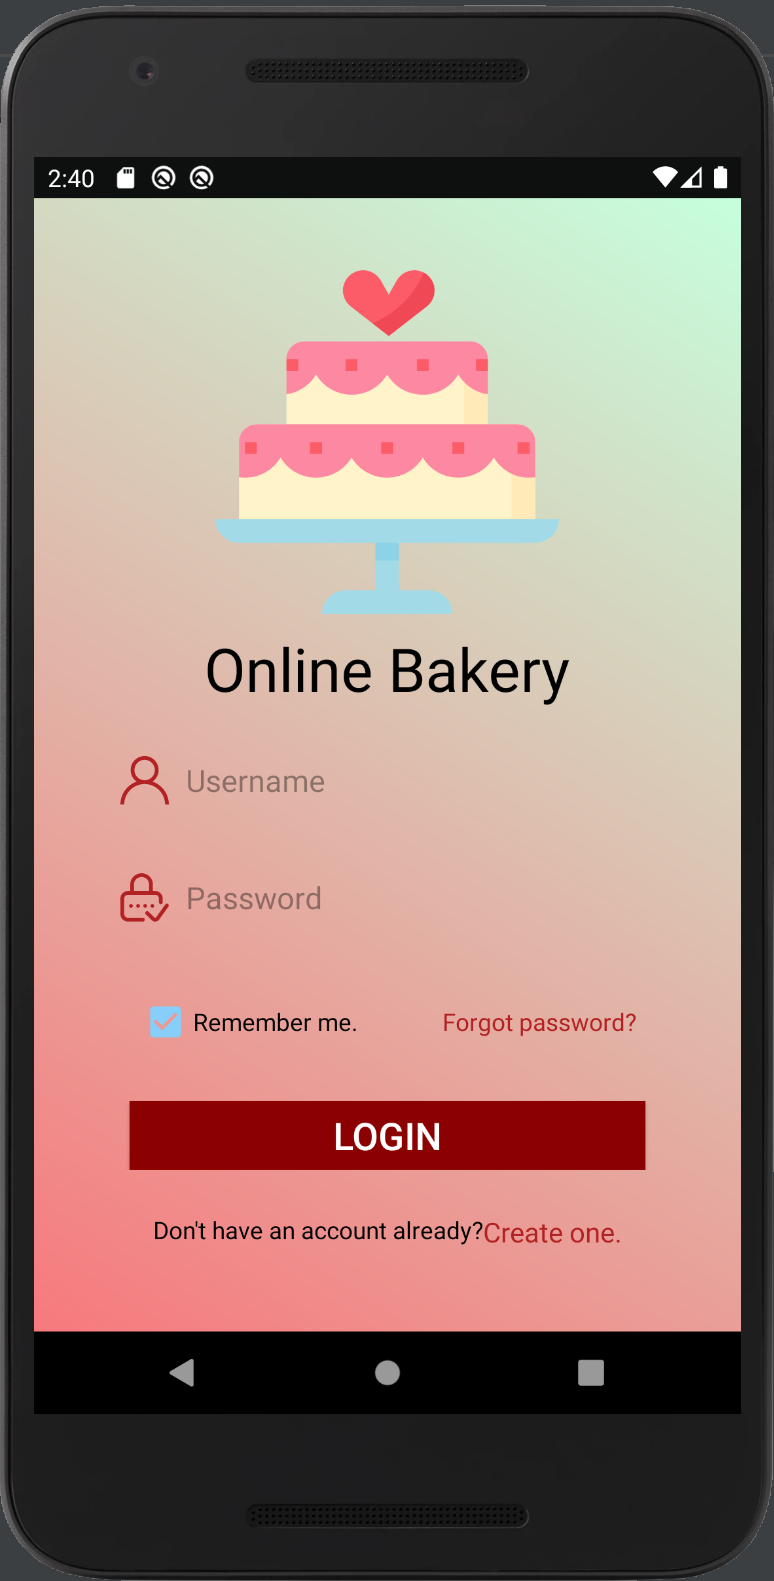 2:40
Online Bakery
Username
Password
Remember me. Forgot password?
LOGIN
Don't have an account already?Create one.